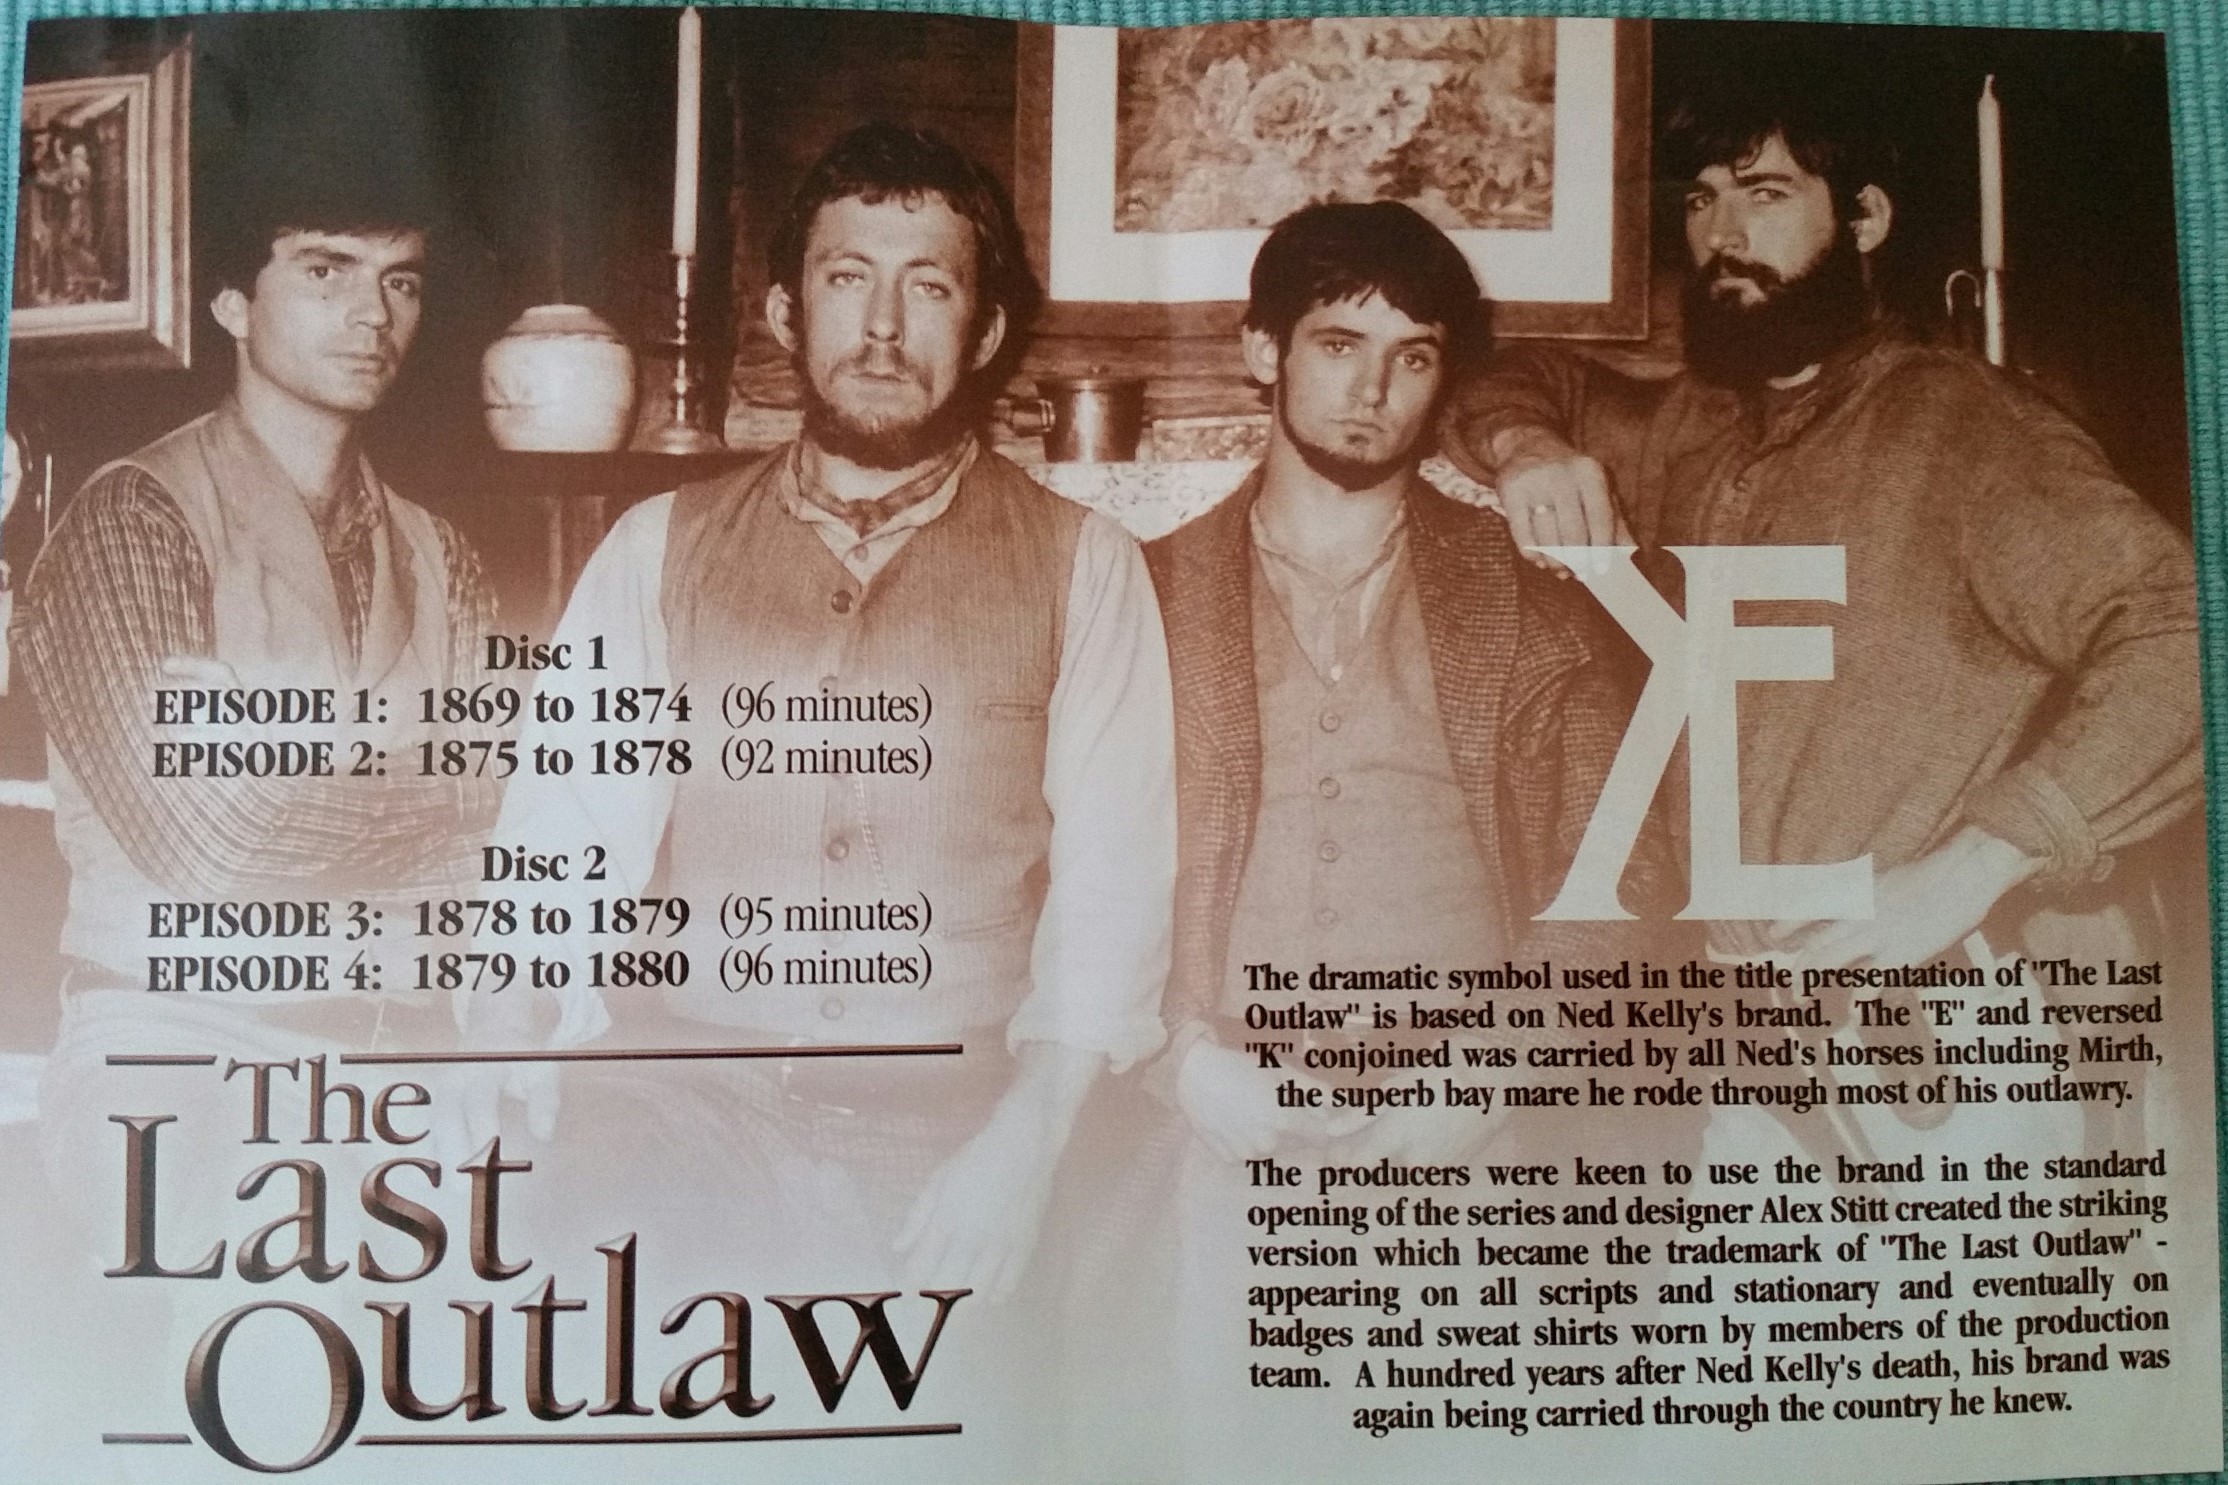 Disc 1
EPISODE 1: 1869 to 1874 (96 minutes)
EPISODE 2: 1875 to 1878 (92 minutes)
Disc 2
EPISODE 3: 1878 to 1879 (95 minutes)
EPISODE 4: 1879 to 1880 (96 minutes)
The
Last
Outlaw
The dramatic symbol used in the title presentation of "The Last
Outlaw" is based on Ned Kelly's brand. The "E" and reversed
"K" conjoined was carried by all Ned's horses including Mirth,
the superb bay mare he rode through most of his outlawry.
The producers were keen to use the brand in the standard
opening of the series and designer Alex Stitt created the striking
version which became the trademark of "The Last Outlaw" -
appearing on all scripts and stationary and eventually on
badges and sweat shirts worn by members of the production
team. A hundred years after Ned Kelly's death, his brand was
again being carried through the country he knew.